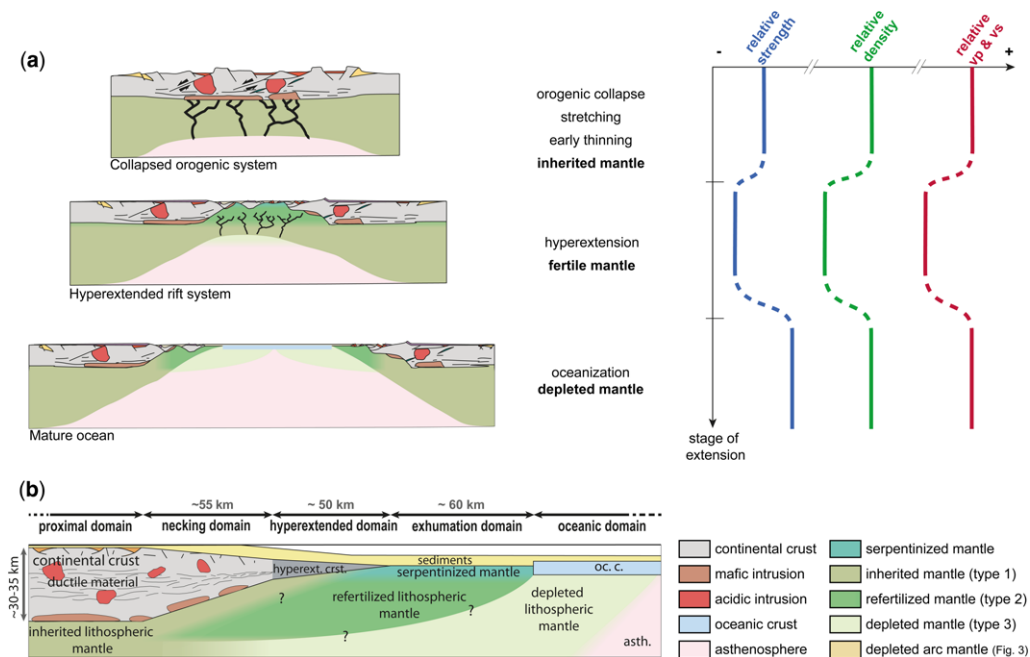 (a)
Collapsed orogenic system
Hyperextended rift system
Mature ocean
orogenic collapse
stretching
early thinning
inherited mantle
hyperextension
fertile mantle
oceanization
depleted mantle
-
relative
strength
relative
density
relative
vp & vs
+
stage of
extension
(b)
~55 km
~ 50 km
~ 60 km
proximal domain
necking domain
hyperextended domain
exhumation domain
oceanic domain
~30-35 km
continental crust
ductile material
inherited lithospheric
mantle
hyperext. crst.
sediments
serpentinized mantle
oc. c.
?
refertilized lithospheric
mantle
?
?
depleted
lithospheric
mantle
asth.
continental crust
mafic intrusion
acidic intrusion
oceanic crust
asthenosphere
serpentinized mantle
inherited mantle (type 1)
refertilized mantle (type 2)
depleted mantle (type 3)
depleted arc mantle (Fig. 3)